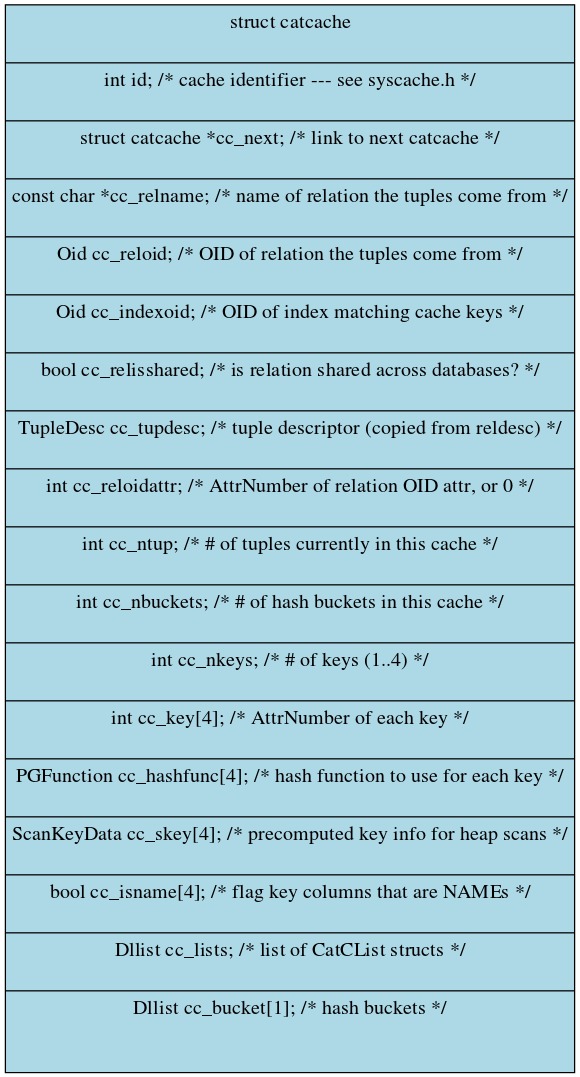 struct catcache
int id; /* cache identifier --- see syscache.h */
struct catcache *cc_next; /* link to next catcache */
const char *cc_relname; /* name of relation the tuples come from */
Oid cc_reloid; /* OID of relation the tuples come from */
Oid cc_indexoid; /* OID of index matching cache keys */
bool cc_relisshared; /* is relation shared across databases? */
TupleDesc cc_tupdesc; /* tuple descriptor (copied from reldesc) */
int cc_reloidattr; /* AttrNumber of relation OID attr, or 0 */
int cc_ntup; /* # of tuples currently in this cache */
int cc_nbuckets; /* # of hash buckets in this cache */
int cc_nkeys; /* # of keys (1..4) */
int cc_key[4]; /* AttrNumber of each key */
PGFunction cc_hashfunc[4]; /* hash function to use for each key */
ScanKeyData cc_skey[4]; /* precomputed key info for heap scans */
bool cc_isname[4]; /* flag key columns that are NAMEs */
Dllist cc_lists; /* list of CatCList structs */
Dllist cc_bucket[1]; /* hash buckets */